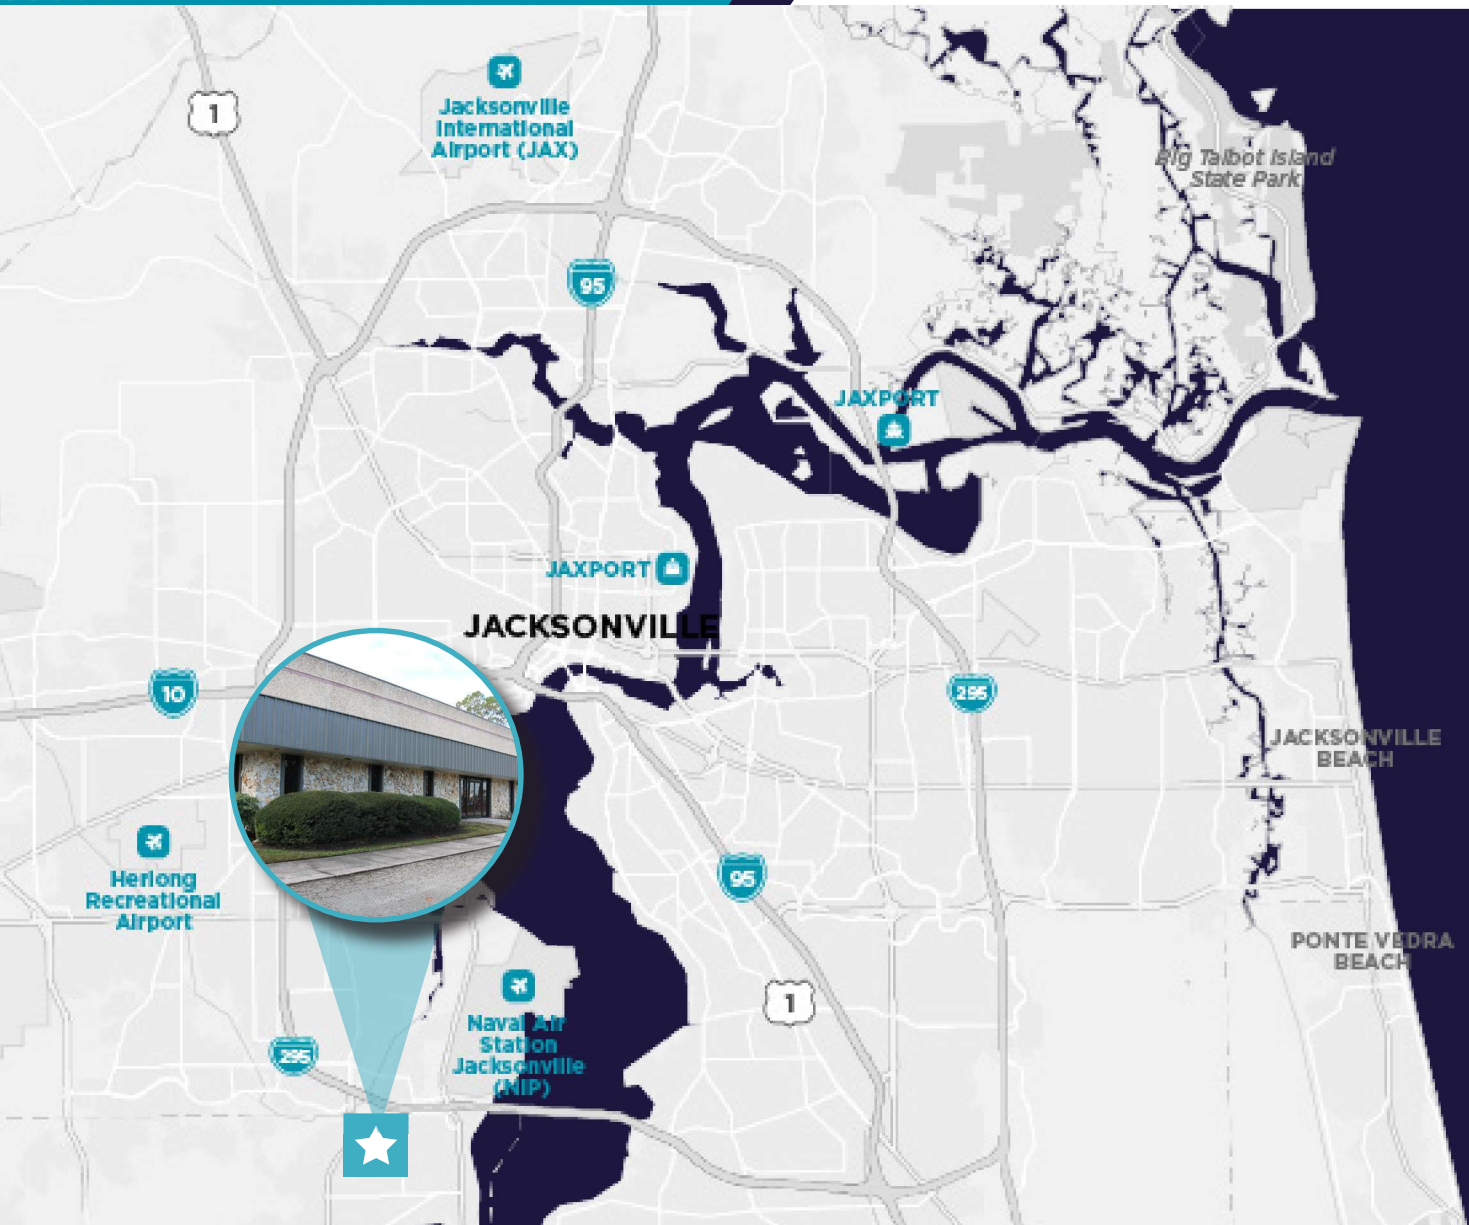 1
Jacksonville
International
Airport (JAX)
Big Talbot Island
State Park
95
JAXPORT
JAXPORT
JACKSONVILLE
10
295
JACKSONVILLE
BEACH
Herlong
Recreational
Airport
95
PONTE VEDRA
BEACH
1
Naval Air
Station
Jacksonville
(NIP)
295